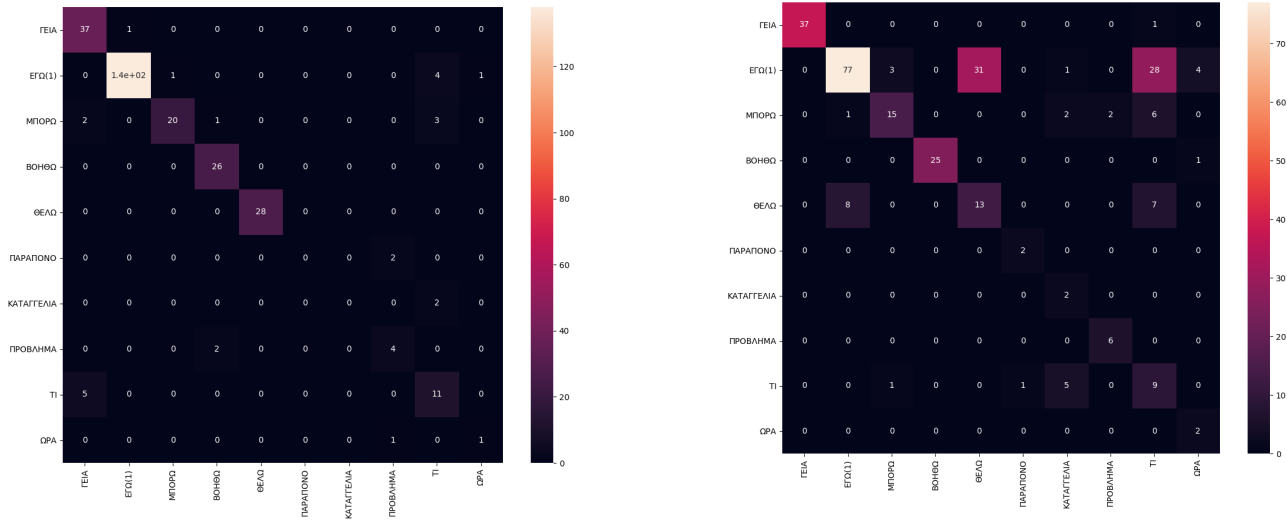 ΓΕΙΑ 37 1 0 0 0 0 0 0 0 0
ΕΓΩ(1) 0 1.4e+02 1 0 0 0 0 0 4 1
ΜΠΟΡΩ 2 0 20 1 0 0 0 0 3 0
ΒΟΗΘΩ 0 0 0 26 0 0 0 0 0 0
ΘΕΛΩ 0 0 0 0 28 0 0 0 0 0
ΠΑΡΑΠΟΝΟ 0 0 0 0 0 0 0 2 0 0
ΚΑΤΑΓΓΕΛΙΑ 0 0 0 0 0 0 0 0 2 0
ΠΡΟΒΛΗΜΑ 0 0 0 2 0 0 0 4 0 0
ΤΙ 5 0 0 0 0 0 0 0 11 0
ΩΡΑ 0 0 0 0 0 0 0 1 0 1
ΓΕΙΑ ΕΓΩ(1) ΜΠΟΡΩ ΒΟΗΘΩ ΘΕΛΩ ΠΑΡΑΠΟΝΟ ΚΑΤΑΓΓΕΛΙΑ ΠΡΟΒΛΗΜΑ ΤΙ ΩΡΑ
120
100
80
60
40
20
0
ΓΕΙΑ 37 0 0 0 0 0 0 0 1 0
ΕΓΩ(1) 0 77 3 0 31 0 1 0 28 4
ΜΠΟΡΩ 0 1 15 0 0 0 2 2 6 0
ΒΟΗΘΩ 0 0 0 25 0 0 0 0 0 1
ΘΕΛΩ 0 8 0 0 13 0 0 0 7 0
ΠΑΡΑΠΟΝΟ 0 0 0 0 0 2 0 0 0 0
ΚΑΤΑΓΓΕΛΙΑ 0 0 0 0 0 0 2 0 0 0
ΠΡΟΒΛΗΜΑ 0 0 0 0 0 0 0 6 0 0
ΤΙ 0 0 1 0 0 1 5 0 9 0
ΩΡΑ 0 0 0 0 0 0 0 0 0 2
ΓΕΙΑ ΕΓΩ(1) ΜΠΟΡΩ ΒΟΗΘΩ ΘΕΛΩ ΠΑΡΑΠΟΝΟ ΚΑΤΑΓΓΕΛΙΑ ΠΡΟΒΛΗΜΑ ΤΙ ΩΡΑ
70
60
50
40
30
20
10
0